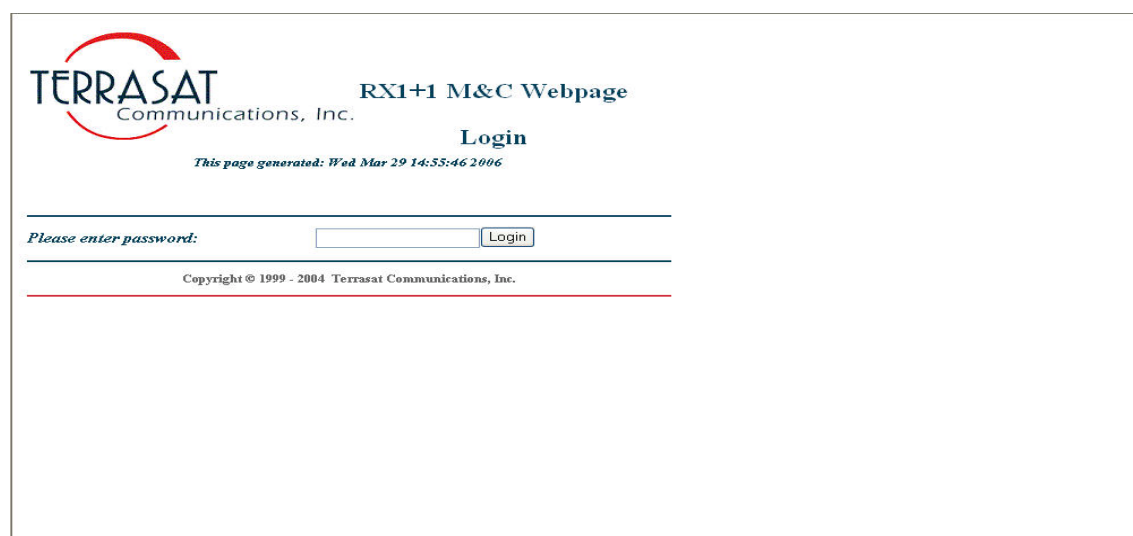 TERRASAT
Communications, Inc.
RX1+1 M&C Webpage
Login
This page generated: Wed Mar 29 14:55:46 2006
Please enter password:
Login
Copyright © 1999 - 2004 Terrasat Communications, Inc.